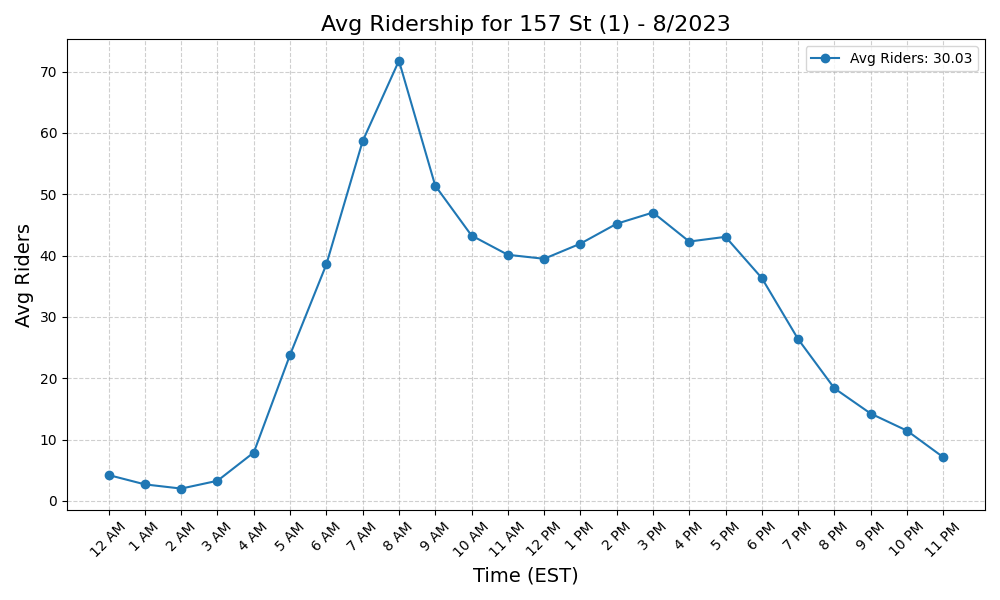 Avg Ridership for 157 St (1) - 8/2023
Avg Riders: 30.03
Avg Riders
70
60
50
40
30
20
10
0
12 AM 1 AM 2 AM 3 AM 4 AM 5 AM 6 AM 7 AM 8 AM 9 AM 10 AM 11 AM 12 PM 1 PM 2 PM 3 PM 4 PM 5 PM 6 PM 7 PM 8 PM 9 PM 10 PM 11 PM
Time (EST)